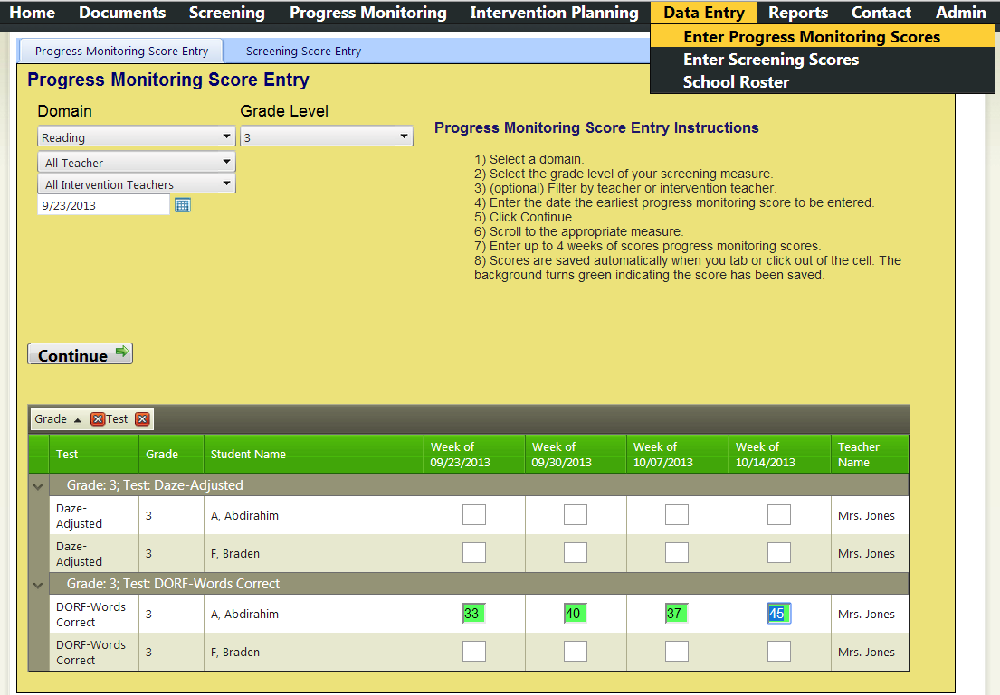 Home Documents Screening Progress Monitoring Intervention Planning Data Entry Reports Contact Admin
Enter Progress Monitoring Scores
Enter Screening Scores
School Roster
Progress Monitoring Score Entry Screening Score Entry
Progress Monitoring Score Entry
Domain Grade Level
Reading 3
All Teacher
All Intervention Teachers
9/23/2013
Progress Monitoring Score Entry Instructions
1) Select a domain.
2) Select the grade level of your screening measure.
3) (optional) Filter by teacher or intervention teacher.
4) Enter the date the earliest progress monitoring score to be entered.
5) Click Continue.
6) Scroll to the appropriate measure.
7) Enter up to 4 weeks of scores progress monitoring scores.
8) Scores are saved automatically when you tab or click out of the cell. The
background turns green indicating the score has been saved.
Continue
Grade Test
Test Grade Student Name Week of 09/23/2013 Week of 09/30/2013 Week of 10/07/2013 Week of 10/14/2013 Teacher Name
Grade: 3; Test: Daze-Adjusted
Daze-Adjusted 3 A, Abdirahim Mrs. Jones
Daze-Adjusted 3 F, Braden Mrs. Jones
Grade: 3; Test: DORF-Words Correct
DORF-Words Correct 3 A, Abdirahim 33 40 37 45 Mrs. Jones
DORF-Words Correct 3 F, Braden Mrs. Jones